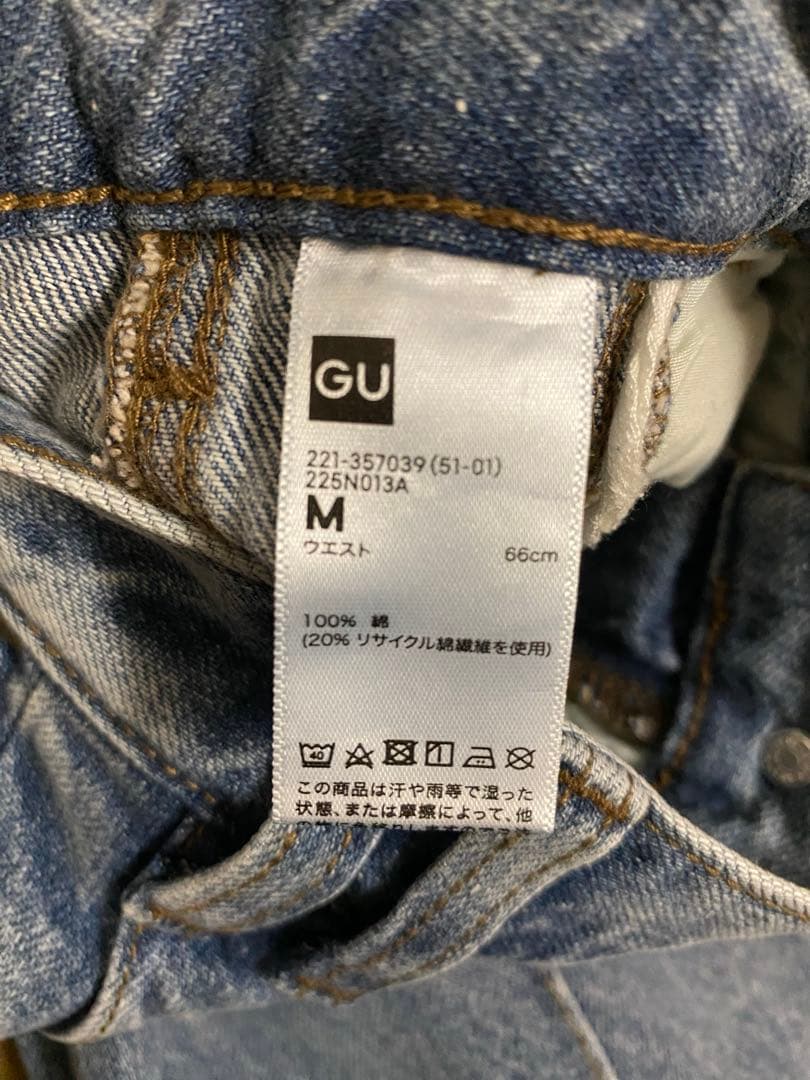 GU
221-357039 (51-01)
225N013A
M
ウエスト 66cm
100% 綿
(20% リサイクル綿繊維を使用)
40
この商品は汗や雨等で湿った
状態、または摩擦によって、他